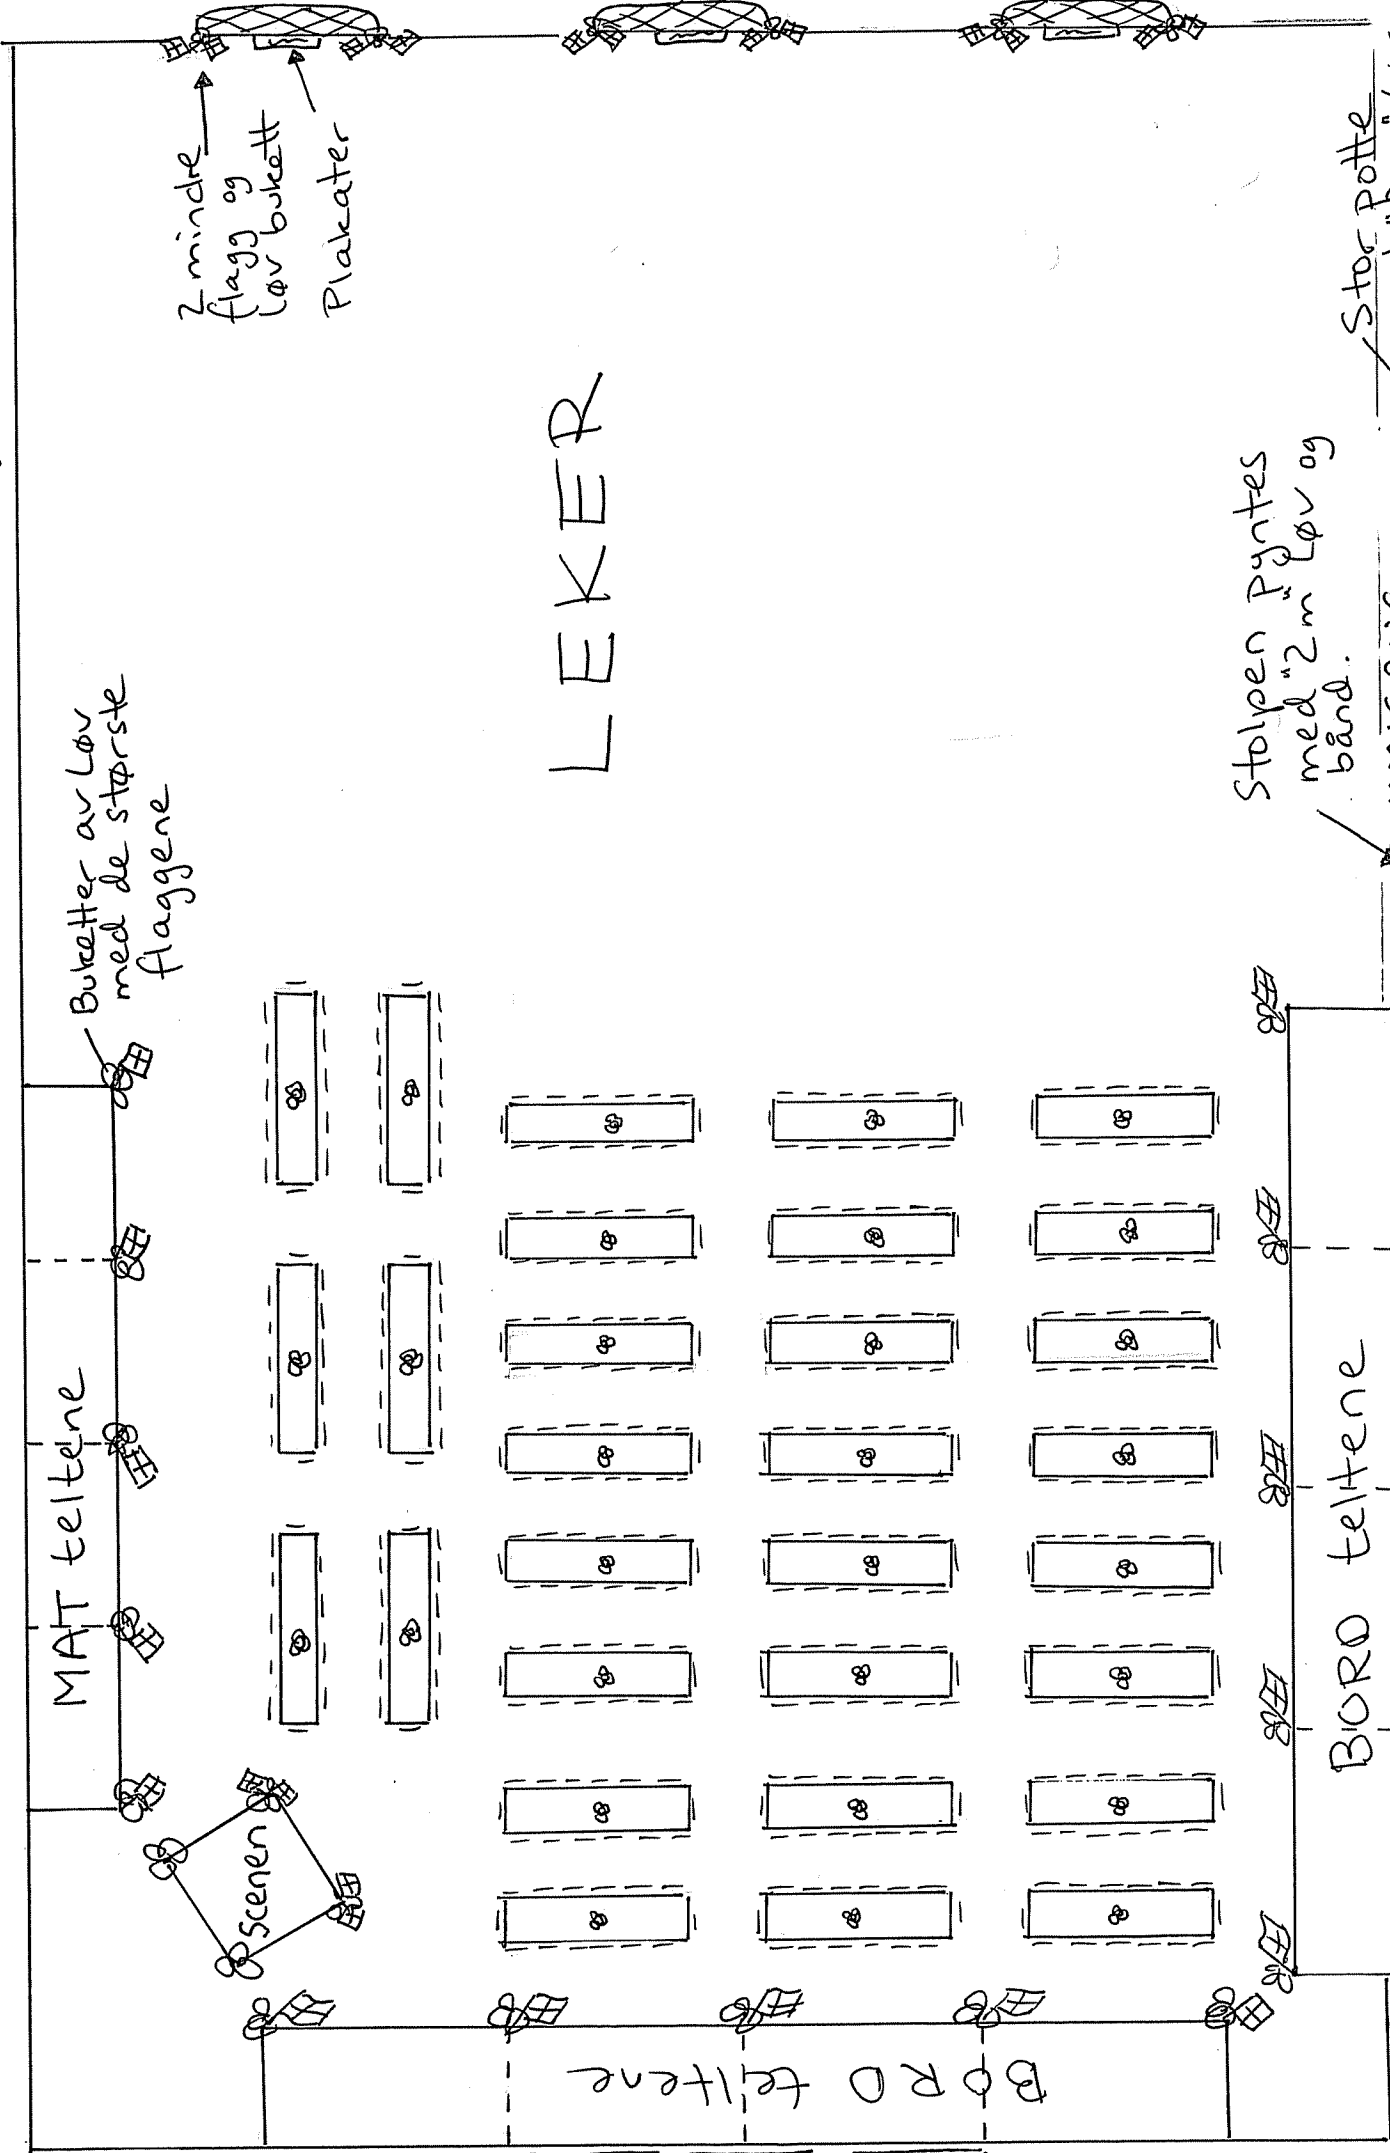 2 mindre
flagg og
løv bukett
Plakater
Buketter av Løv
med de største
flaggene
LEKER
Stor potte
Stolpen pyntes
med "2 m" Løv og
bånd.
MAT teltene
Scenen
BORD teltene
BORD teltene